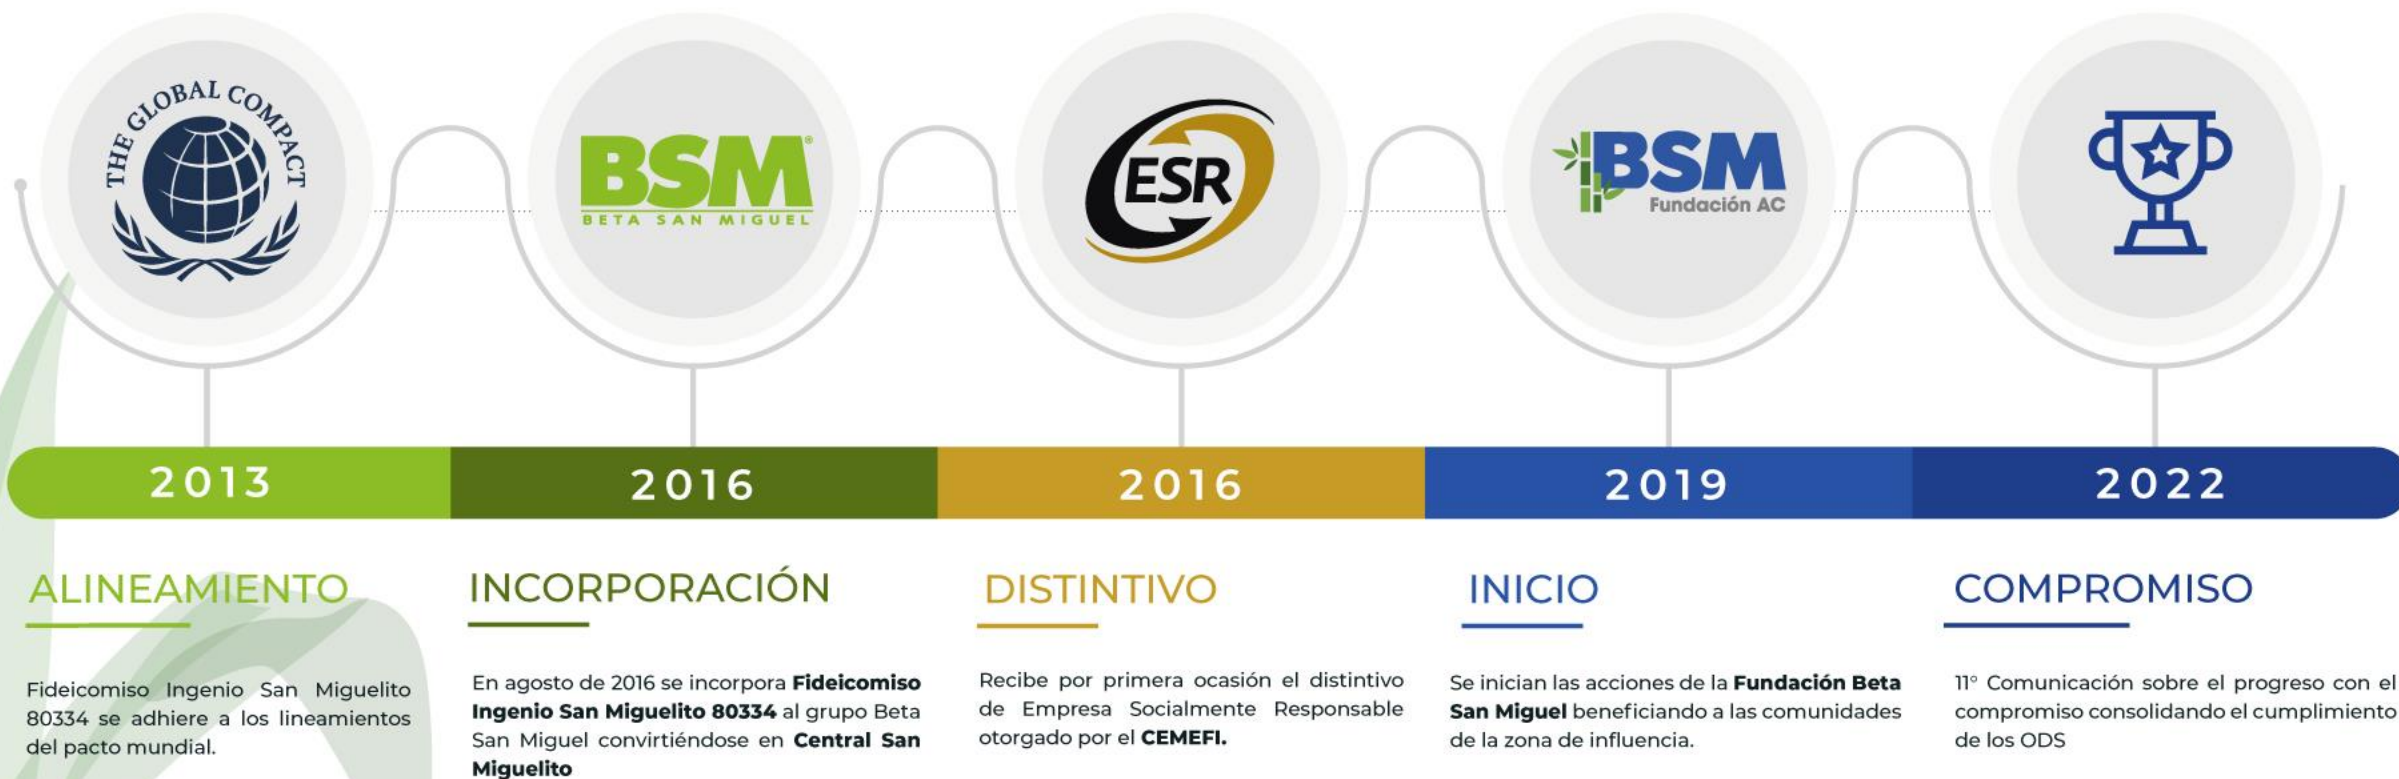 THE GLOBAL COMPACT
BSM®
BETA SAN MIGUEL
ESR
BSM
Fundación AC
2013
2016
2016
2019
2022
ALINEAMIENTO
Fideicomiso Ingenio San Miguelito
80334 se adhiere a los lineamientos
del pacto mundial.
INCORPORACIÓN
En agosto de 2016 se incorpora Fideicomiso
Ingenio San Miguelito 80334 al grupo Beta
San Miguel convirtiéndose en Central San
Miguelito
DISTINTIVO
Recibe por primera ocasión el distintivo
de Empresa Socialmente Responsable
otorgado por el CEMEFI.
INICIO
Se inician las acciones de la Fundación Beta
San Miguel beneficiando a las comunidades
de la zona de influencia.
COMPROMISO
11° Comunicación sobre el progreso con el
compromiso consolidando el cumplimiento
de los ODS